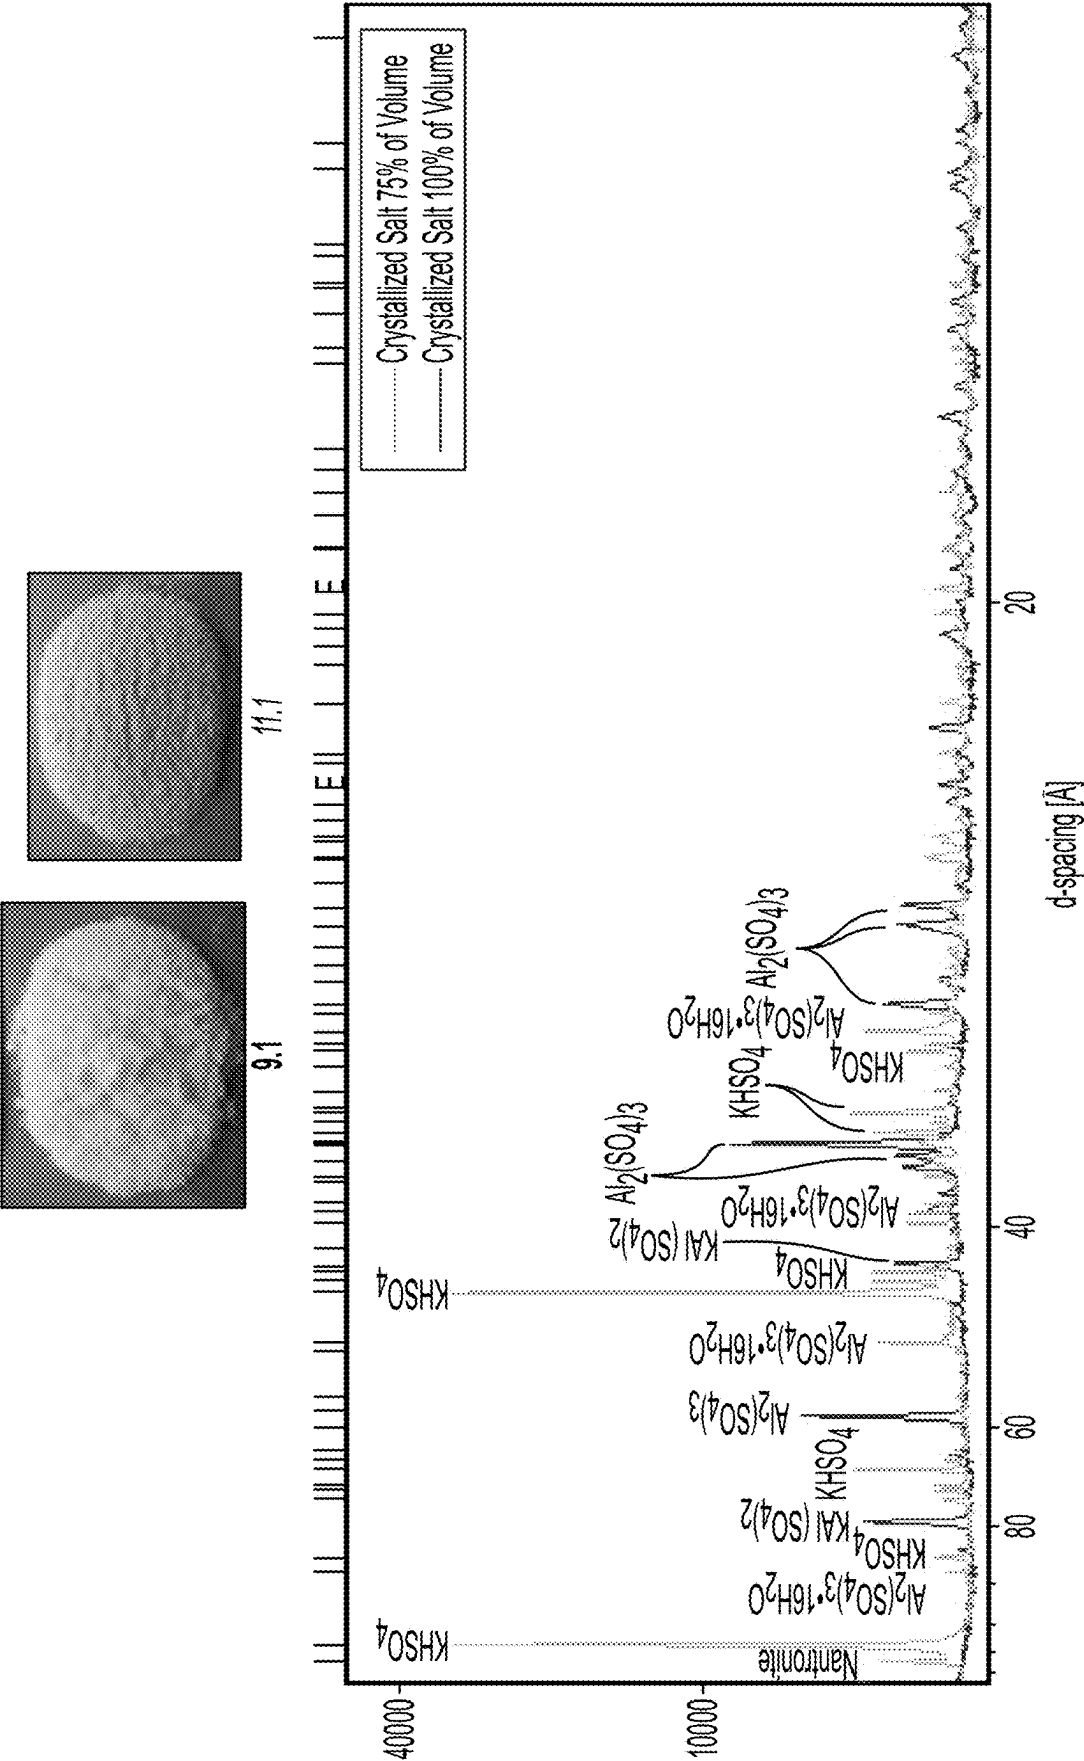 9.1
11.1
E
E
Crystallized Salt 75% of Volume
Crystallized Salt 100% of Volume
40000
10000
Nantronite
KHSO4
Al2(SO4)3•16H2O
KHSO4
KAl (SO4)2
KHSO4
Al2(SO4)3
Al2(SO4)3•16H2O
KHSO4
KHSO4
KAl (SO4)2
Al2(SO4)3•16H2O
Al2(SO4)3
KHSO4
KHSO4
Al2(SO4)3•16H2O
Al2(SO4)3
80
60
40
20
d-spacing [Å]